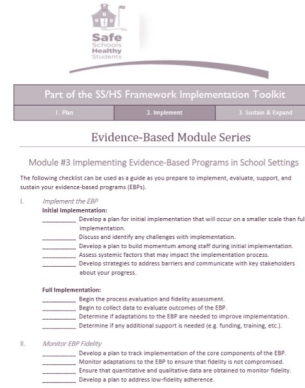 Safe
Schools
Healthy
Students
Part of the SS/HS Framework Implementation Toolkit
1. Plan
2. Implement
3. Sustain & Expand
Evidence-Based Module Series
Module #3 Implementing Evidence-Based Programs in School Settings
The following checklist can be used as a guide as you prepare to implement, evaluate, support, and
sustain your evidence-based programs (EBPs).
I. Implement the EBP
Initial Implementation:
Develop a plan for initial implementation that will occur on a smaller scale than full
implementation.
Discuss and identify any challenges with implementation.
Develop a plan to build momentum among staff during initial implementation.
Assess systemic factors that may impact the implementation process.
Develop strategies to address barriers and communicate with key stakeholders
about your progress.
Full Implementation:
Begin the process evaluation and fidelity assessment.
Begin to collect data to evaluate outcomes of the EBP.
Determine if adaptations to the EBP are needed to improve implementation.
Determine if any additional support is needed (e.g. funding, training, etc.).
II. Monitor EBP Fidelity
Develop a plan to track implementation of the core components of the EBP.
Monitor adaptations to the EBP to ensure that fidelity is not compromised.
Ensure that quantitative and qualitative data are obtained to monitor fidelity.
Develop a plan to address low-fidelity adherence.